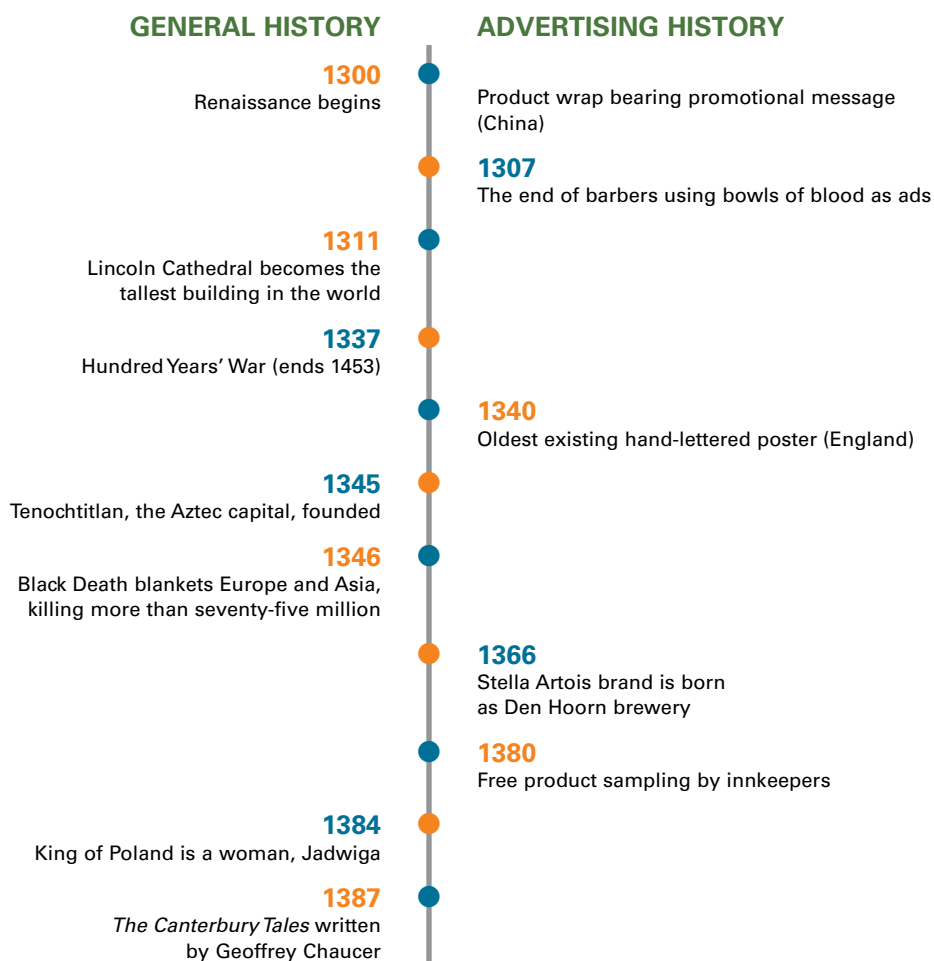 GENERAL HISTORY
ADVERTISING HISTORY
1300
Renaissance begins
Product wrap bearing promotional message
(China)
1307
The end of barbers using bowls of blood as ads
1311
Lincoln Cathedral becomes the
tallest building in the world
1337
Hundred Years' War (ends 1453)
1340
Oldest existing hand-lettered poster (England)
1345
Tenochtitlan, the Aztec capital, founded
1346
Black Death blankets Europe and Asia,
killing more than seventy-five million
1366
Stella Artois brand is born
as Den Hoorn brewery
1380
Free product sampling by innkeepers
1384
King of Poland is a woman, Jadwiga
1387
The Canterbury Tales written
by Geoffrey Chaucer